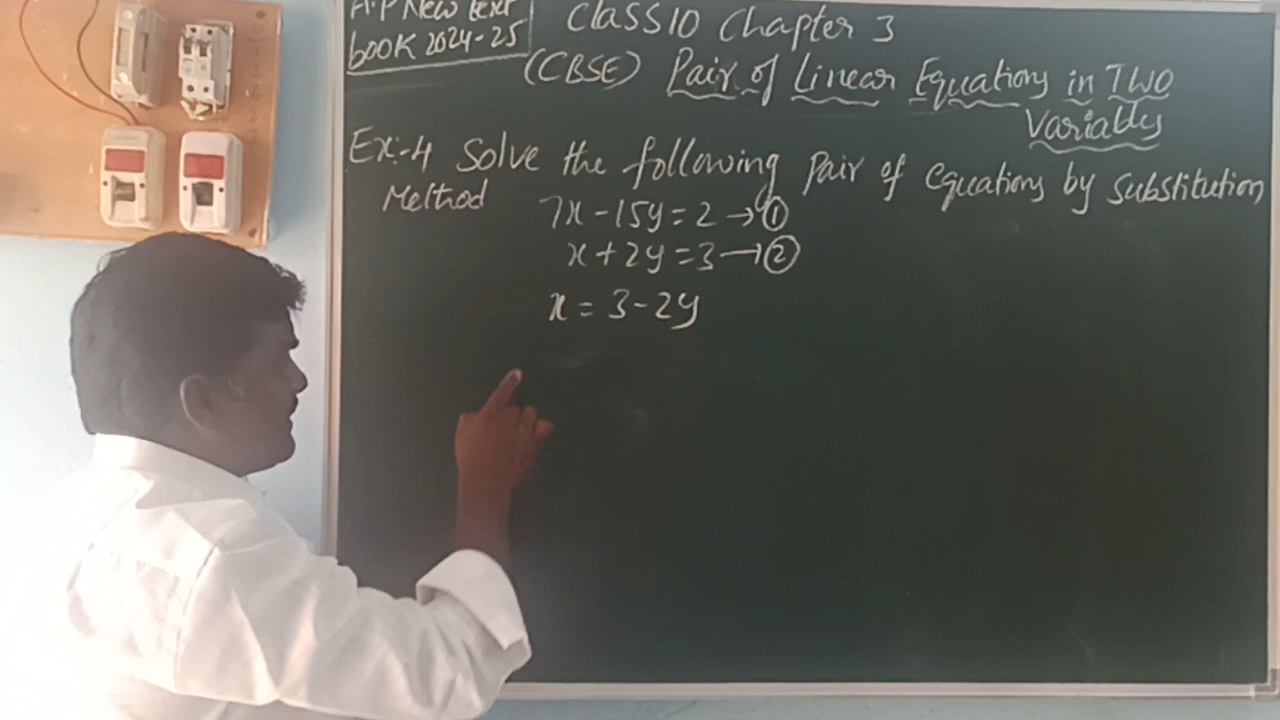 A.P New text
book 2024-25
Class 10 Chapter 3
(CBSE) Pair of Linear Equations in Two
Variables
Ex:-4 Solve the following pair of equations by substitution
Method
7x - 15y = 2 → ①
x + 2y = 3 → ②
x = 3 - 2y